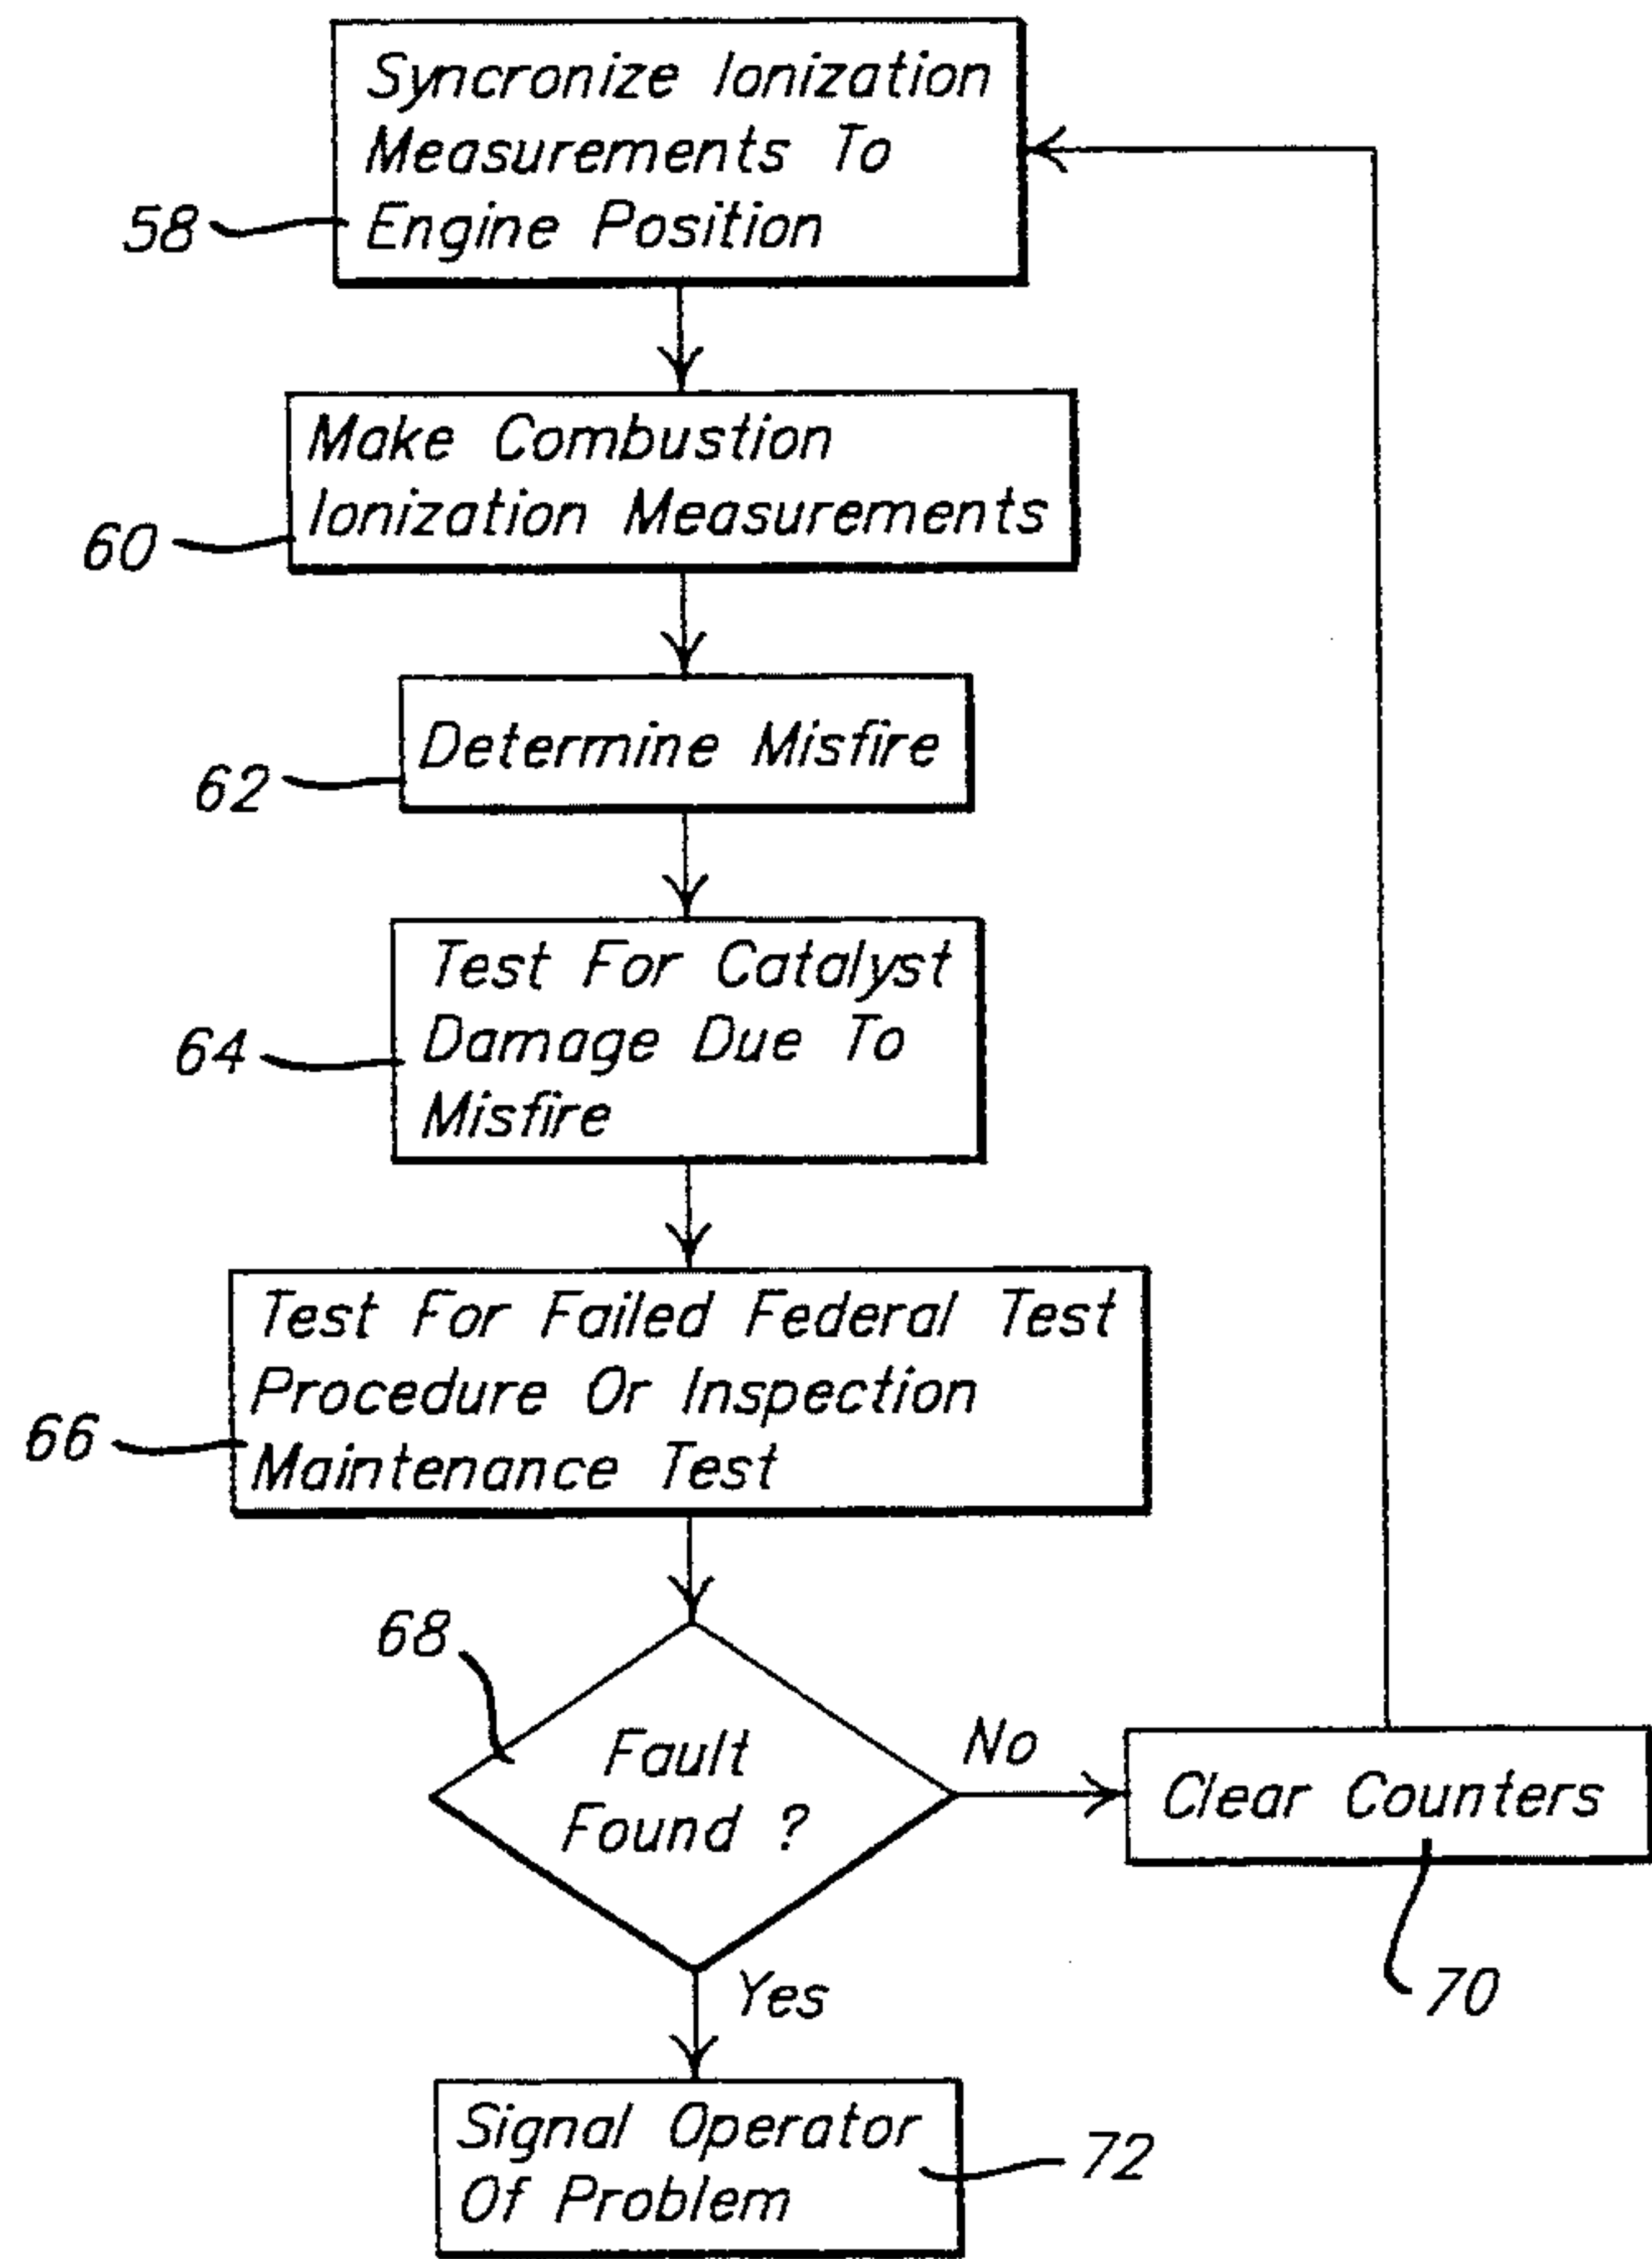 Syncronize Ionization
Measurements To
Engine Position
58
Make Combustion
Ionization Measurements
60
Determine Misfire
62
Test For Catalyst
Damage Due To
Misfire
64
Test For Failed Federal Test
Procedure Or Inspection
Maintenance Test
66
68
Fault
Found ?
No
Clear Counters
70
Yes
Signal Operator
Of Problem
72